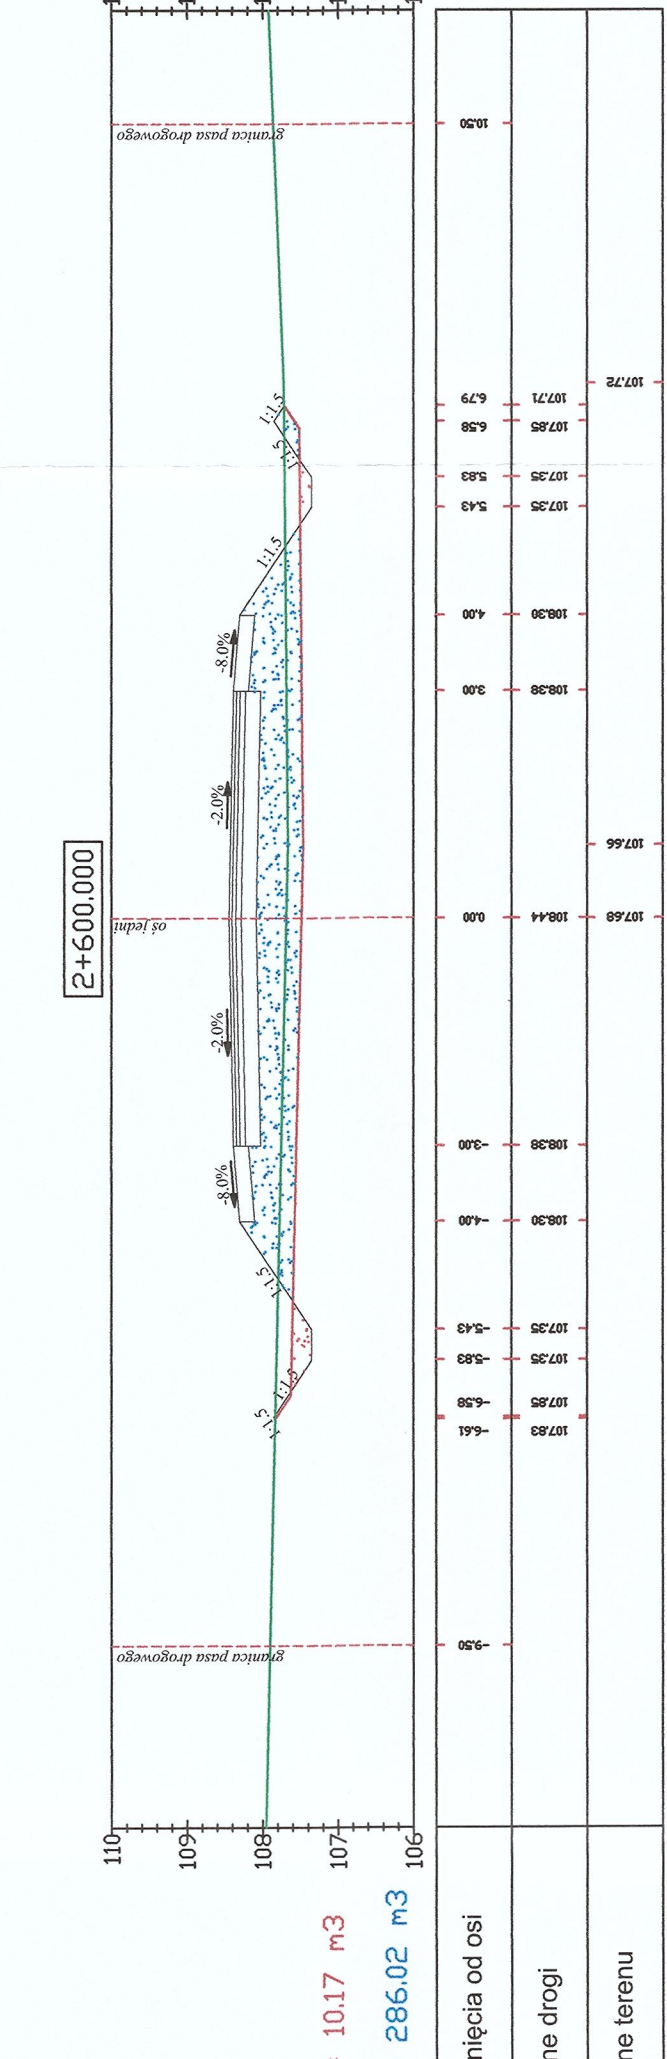 2+600.000
granica pasa drogowego
oś jedni
granica pasa drogowego
-8.0%
-2.0%
-2.0%
-8.0%
1:1.5
1:1.5
1:1.5
1:1.5
1:1.5
1:1.5
110
109
108
107
106
: 10.17 m3
286.02 m3
nięcia od osi -9.50 -6.61 -6.58 -5.83 -5.43 -4.00 -3.00 0.00 3.00 4.00 5.43 5.83 6.58 6.79 10.50
ne drogi 107.83 107.85 107.35 107.35 108.30 108.38 108.44 108.38 108.30 107.35 107.35 107.85 107.71
ne terenu 107.68 107.66 107.72